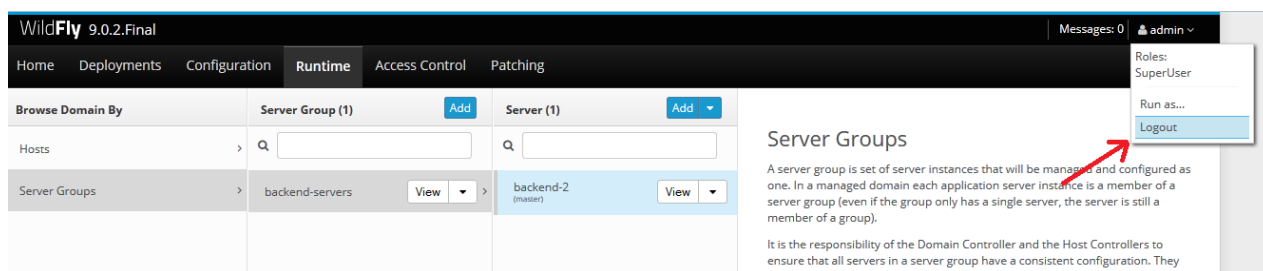 WildFly 9.0.2.Final
Messages: 0 admin
Home Deployments Configuration Runtime Access Control Patching
Roles:
SuperUser
Run as...
Logout
Browse Domain By
Hosts
Server Groups
Server Group (1) Add
backend-servers View
Server (1) Add
backend-2
(master)
View
Server Groups
A server group is set of server instances that will be managed and configured as
one. In a managed domain each application server instance is a member of a
server group (even if the group only has a single server, the server is still a
member of a group).
It is the responsibility of the Domain Controller and the Host Controllers to
ensure that all servers in a server group have a consistent configuration. They